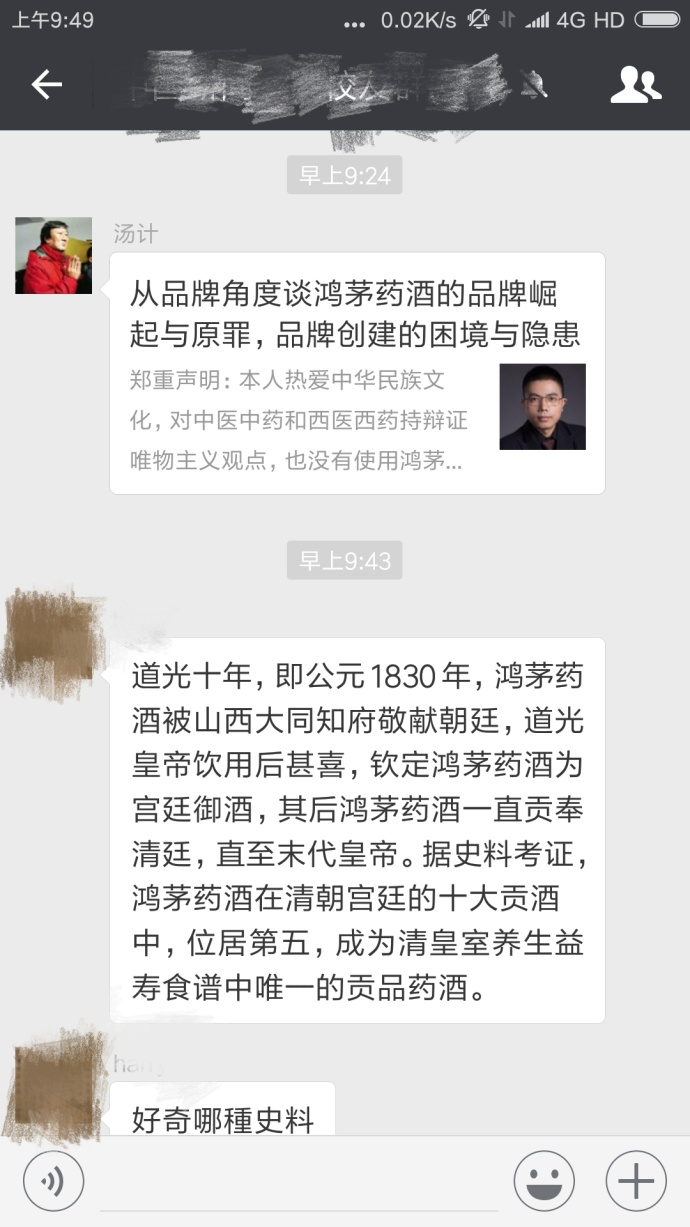 上午9:49
... 0.02K/s 4G HD
早上9:24
汤计
从品牌角度谈鸿茅药酒的品牌崛
起与原罪，品牌创建的困境与隐患
郑重声明：本人热爱中华民族文
化，对中医中药和西医西药持辩证
唯物主义观点，也没有使用鸿茅...
早上9:43
道光十年，即公元1830年，鸿茅药
酒被山西大同知府敬献朝廷，道光
皇帝饮用后甚喜，钦定鸿茅药酒为
宫廷御酒，其后鸿茅药酒一直贡奉
清廷，直至末代皇帝。据史料考证，
鸿茅药酒在清朝宫廷的十大贡酒
中，位居第五，成为清皇室养生益
寿食谱中唯一的贡品药酒。
好奇哪種史料